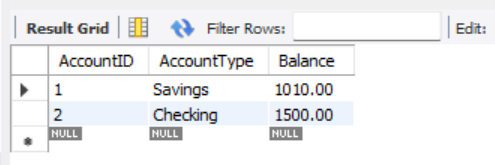 Result Grid Filter Rows: Edit:
AccountID AccountType Balance
1 Savings 1010.00
2 Checking 1500.00
NULL NULL NULL